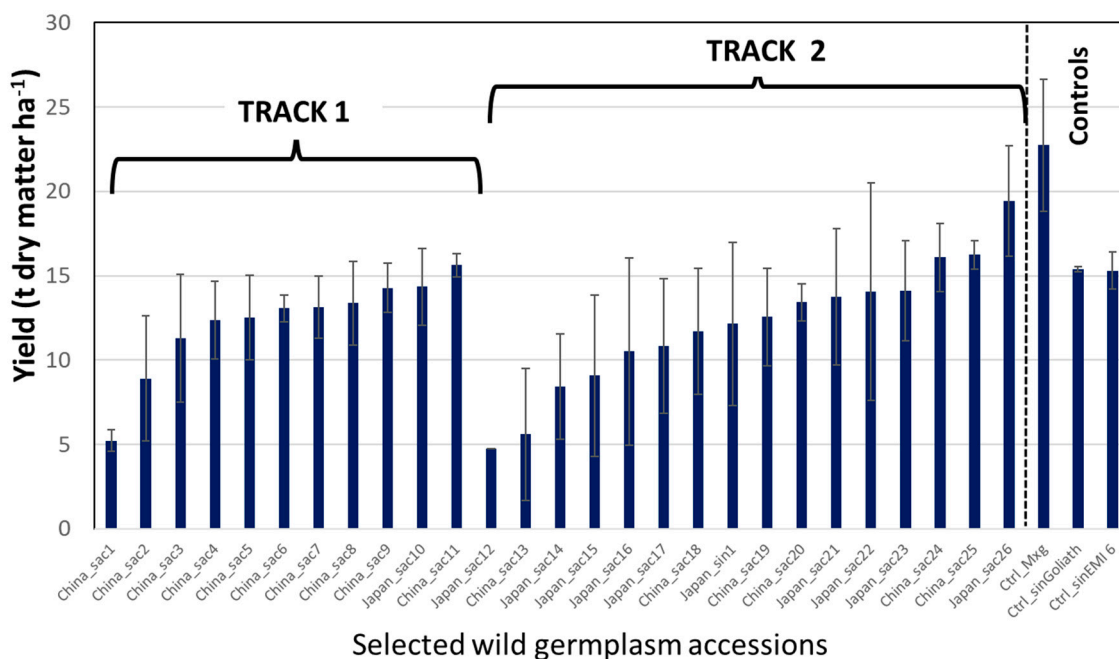 30
25
20
15
10
5
0
Yield (t dry matter ha⁻¹)
TRACK 1
TRACK 2
Controls
China_sac1
China_sac2
China_sac3
China_sac4
China_sac5
China_sac6
China_sac7
China_sac8
China_sac9
Japan_sac10
China_sac11
Japan_sac12
China_sac13
Japan_sac14
Japan_sac15
Japan_sac16
Japan_sac17
China_sac18
Japan_sin1
China_sac19
China_sac20
Japan_sac21
Japan_sac22
Japan_sac23
China_sac24
China_sac25
Japan_sac26
Ctrl_Mxg
Ctrl_sinGoliath
Ctrl_sinEMI 6
Selected wild germplasm accessions